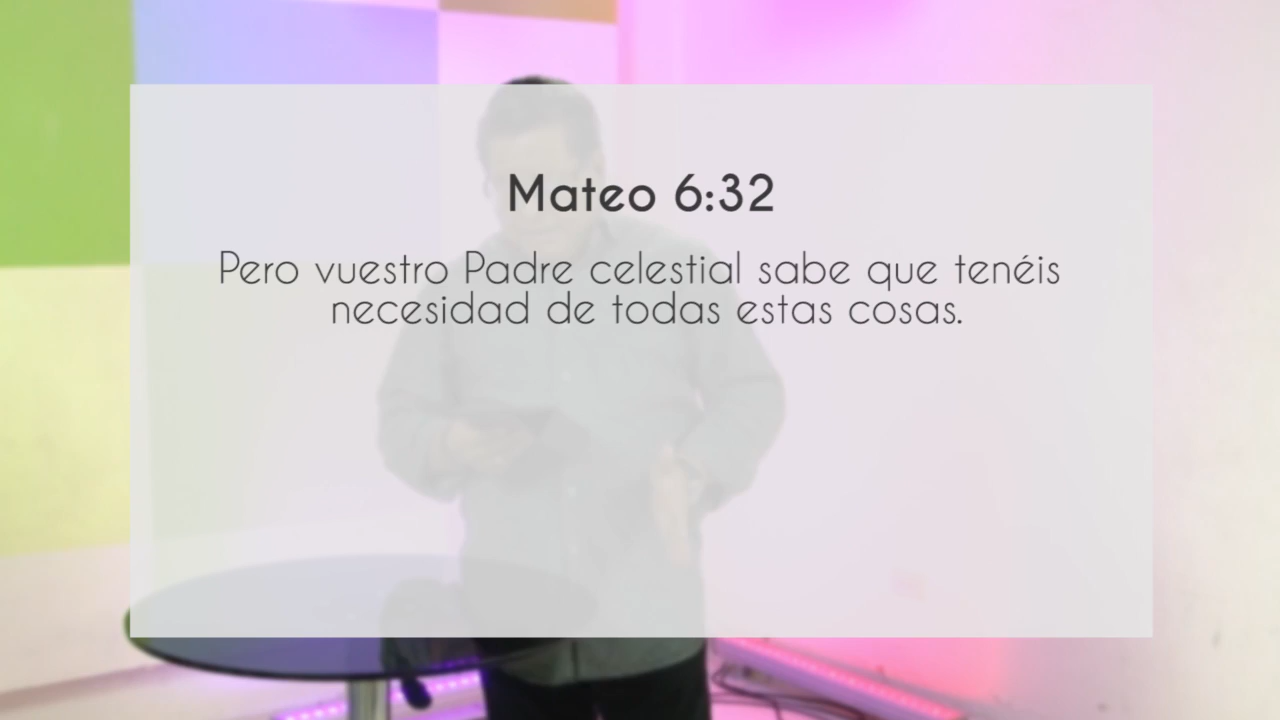 Mateo 6:32
Pero vuestro Padre celestial sabe que tenéis
necesidad de todas estas cosas.